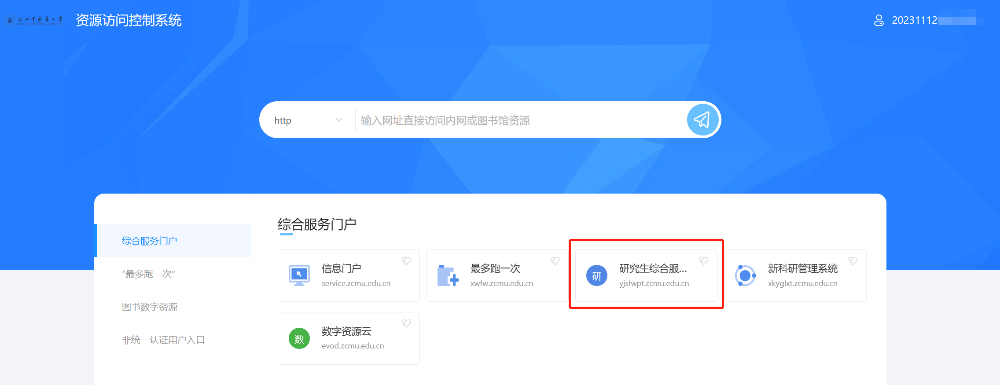 浙江中医药大学
资源访问控制系统
20231112
http
输入网址直接访问内网或图书馆资源
综合服务门户
“最多跑一次”
图书数字资源
非统一认证用户入口
综合服务门户
信息门户
service.zcmu.edu.cn
最多跑一次
xwfw.zcmu.edu.cn
研
研究生综合服...
yjsfwpt.zcmu.edu.cn
新科研管理系统
xkyglxt.zcmu.edu.cn
数
数字资源云
evod.zcmu.edu.cn